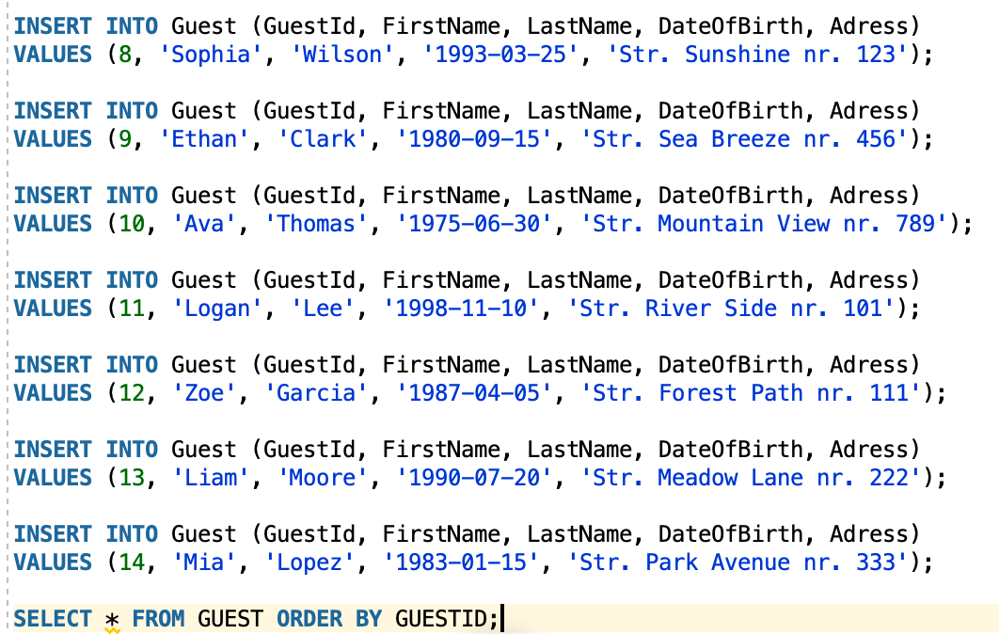 INSERT INTO Guest (GuestId, FirstName, LastName, DateOfBirth, Adress)
VALUES (8, 'Sophia', 'Wilson', '1993-03-25', 'Str. Sunshine nr. 123');
INSERT INTO Guest (GuestId, FirstName, LastName, DateOfBirth, Adress)
VALUES (9, 'Ethan', 'Clark', '1980-09-15', 'Str. Sea Breeze nr. 456');
INSERT INTO Guest (GuestId, FirstName, LastName, DateOfBirth, Adress)
VALUES (10, 'Ava', 'Thomas', '1975-06-30', 'Str. Mountain View nr. 789');
INSERT INTO Guest (GuestId, FirstName, LastName, DateOfBirth, Adress)
VALUES (11, 'Logan', 'Lee', '1998-11-10', 'Str. River Side nr. 101');
INSERT INTO Guest (GuestId, FirstName, LastName, DateOfBirth, Adress)
VALUES (12, 'Zoe', 'Garcia', '1987-04-05', 'Str. Forest Path nr. 111');
INSERT INTO Guest (GuestId, FirstName, LastName, DateOfBirth, Adress)
VALUES (13, 'Liam', 'Moore', '1990-07-20', 'Str. Meadow Lane nr. 222');
INSERT INTO Guest (GuestId, FirstName, LastName, DateOfBirth, Adress)
VALUES (14, 'Mia', 'Lopez', '1983-01-15', 'Str. Park Avenue nr. 333');
SELECT * FROM GUEST ORDER BY GUESTID;